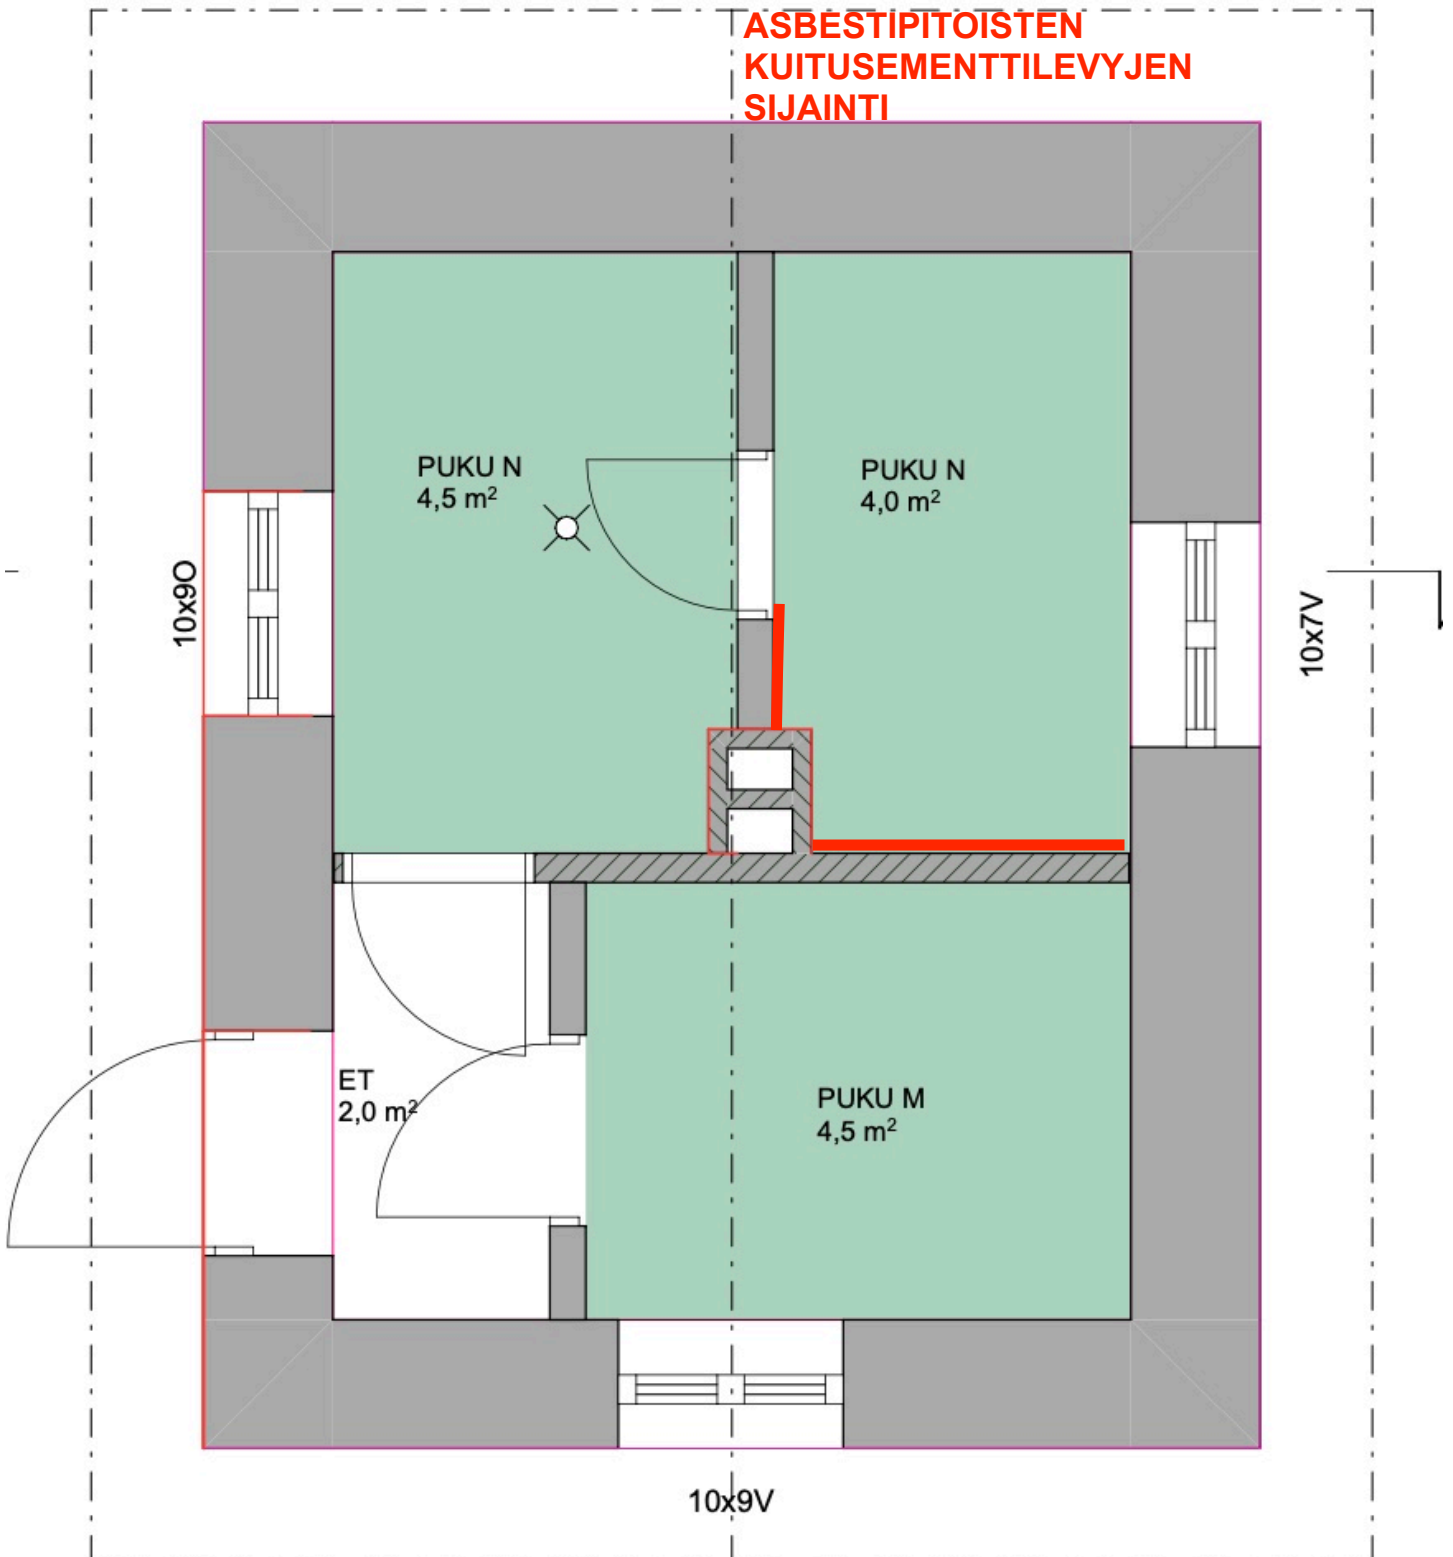 ASBESTIPITOISTEN
KUITUSEMENTTILEVYJEN
SIJAINTI
PUKU N
4,5 m²
PUKU N
4,0 m²
10x9O
10x7V
ET
2,0 m²
PUKU M
4,5 m²
10x9V